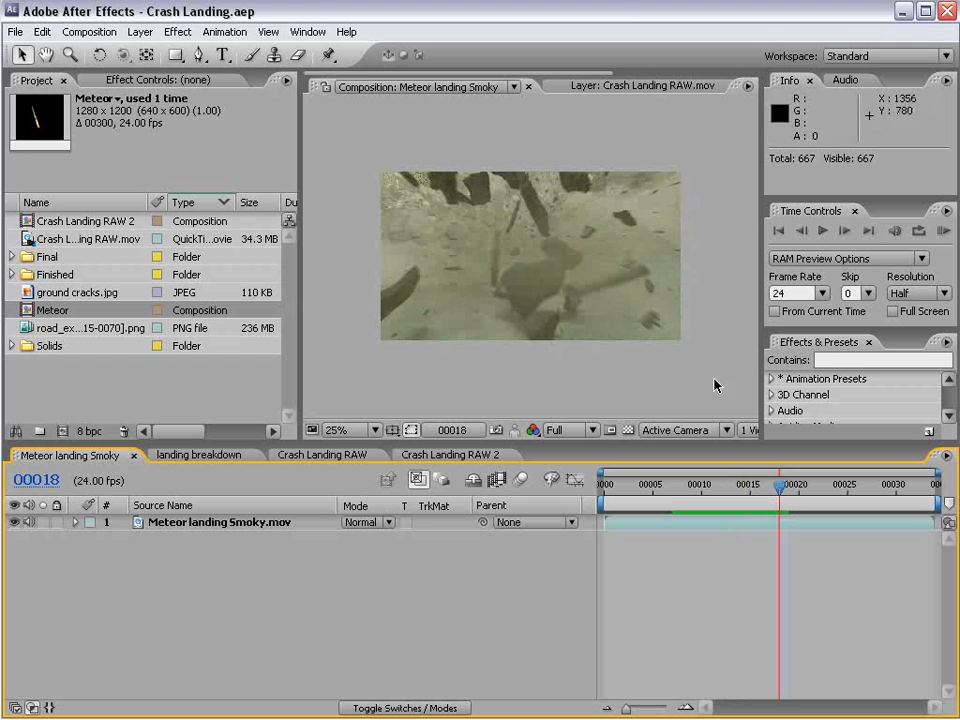 Adobe After Effects - Crash Landing.aep
File Edit Composition Layer Effect Animation View Window Help
Workspace: Standard
Project Effect Controls: (none)
Meteor, used 1 time
1280 x 1200 (640 x 600) (1.00)
Δ 00300, 24.00 fps
Name Type Size Du
Crash Landing RAW 2 Composition
Crash L...ing RAW.mov QuickTi...ovie 34.3 MB
Final Folder
Finished Folder
ground cracks.jpg JPEG 110 KB
Meteor Composition
road_ex...15-0070].png PNG file 236 MB
Solids Folder
8 bpc
Composition: Meteor landing Smoky Layer: Crash Landing RAW.mov
25% 00018 Full Active Camera 1 Vi
Info Audio
R : X : 1356
G : Y : 780
B :
A : 0
Total: 667 Visible: 667
Time Controls
RAM Preview Options
Frame Rate Skip Resolution
24 0 Half
From Current Time Full Screen
Effects & Presets
Contains:
* Animation Presets
3D Channel
Audio
Meteor landing Smoky landing breakdown Crash Landing RAW Crash Landing RAW 2
00018 (24.00 fps)
0000 00005 00010 00015 00020 00025 00030 00
# Source Name Mode T TrkMat Parent
1 Meteor landing Smoky.mov Normal None
Toggle Switches / Modes